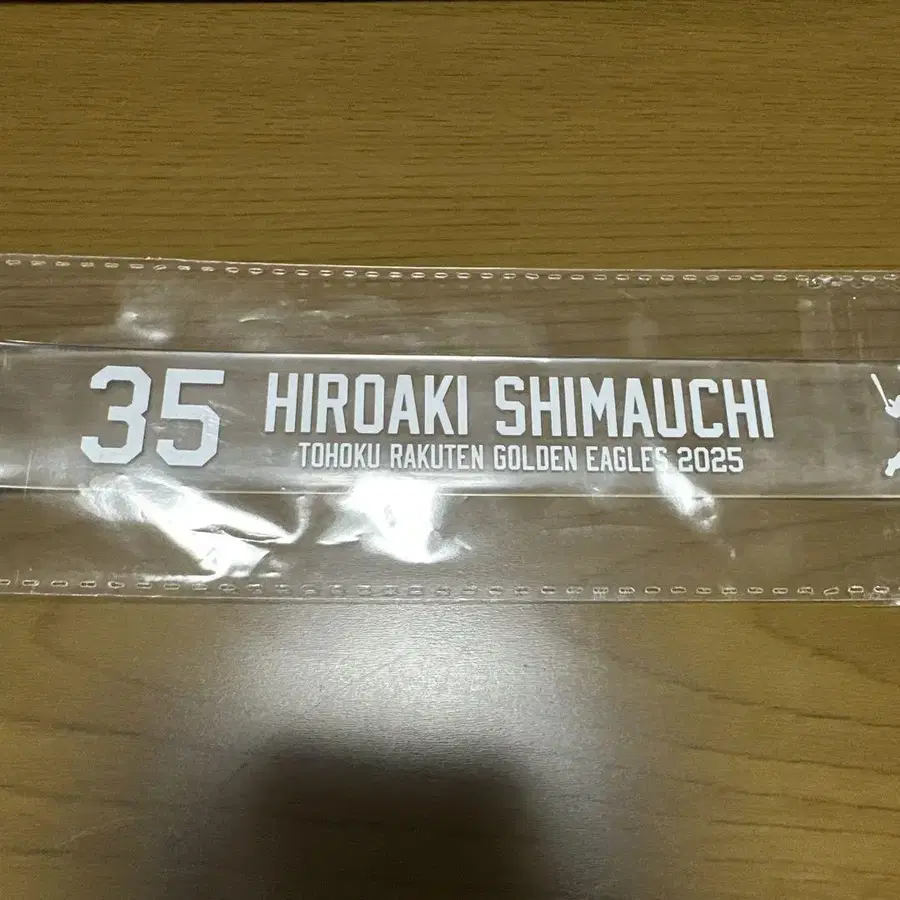 35 HIROAKI SHIMAUCHI
TOHOKU RAKUTEN GOLDEN EAGLES 2025